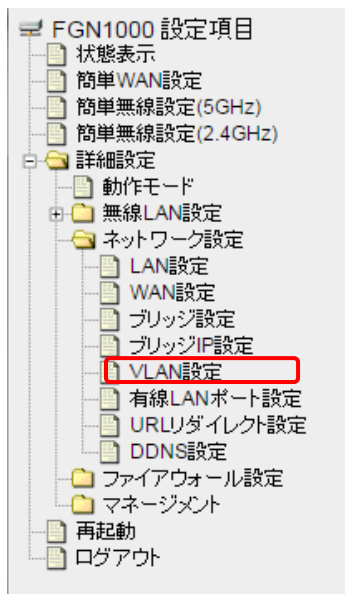 FGN1000 設定項目
状態表示
簡単WAN設定
簡単無線設定(5GHz)
簡単無線設定(2.4GHz)
詳細設定
動作モード
無線LAN設定
ネットワーク設定
LAN設定
WAN設定
ブリッジ設定
ブリッジIP設定
VLAN設定
有線LANポート設定
URLリダイレクト設定
DDNS設定
ファイアウォール設定
マネージメント
再起動
ログアウト